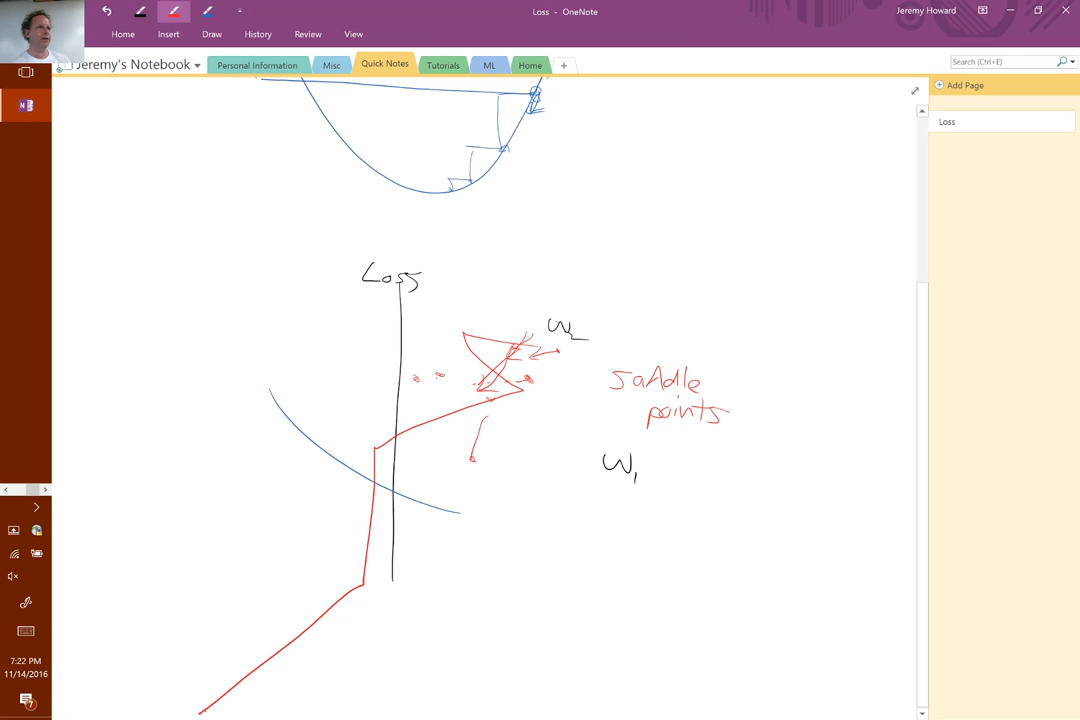 Loss - OneNote
Jeremy Howard
Home
Insert
Draw
History
Review
View
Jeremy's Notebook
Personal Information
Misc
Quick Notes
Tutorials
ML
Home
Search (Ctrl+E)
Add Page
Loss
Loss
W2
Saddle
points
W1
7:22 PM
11/14/2016
7